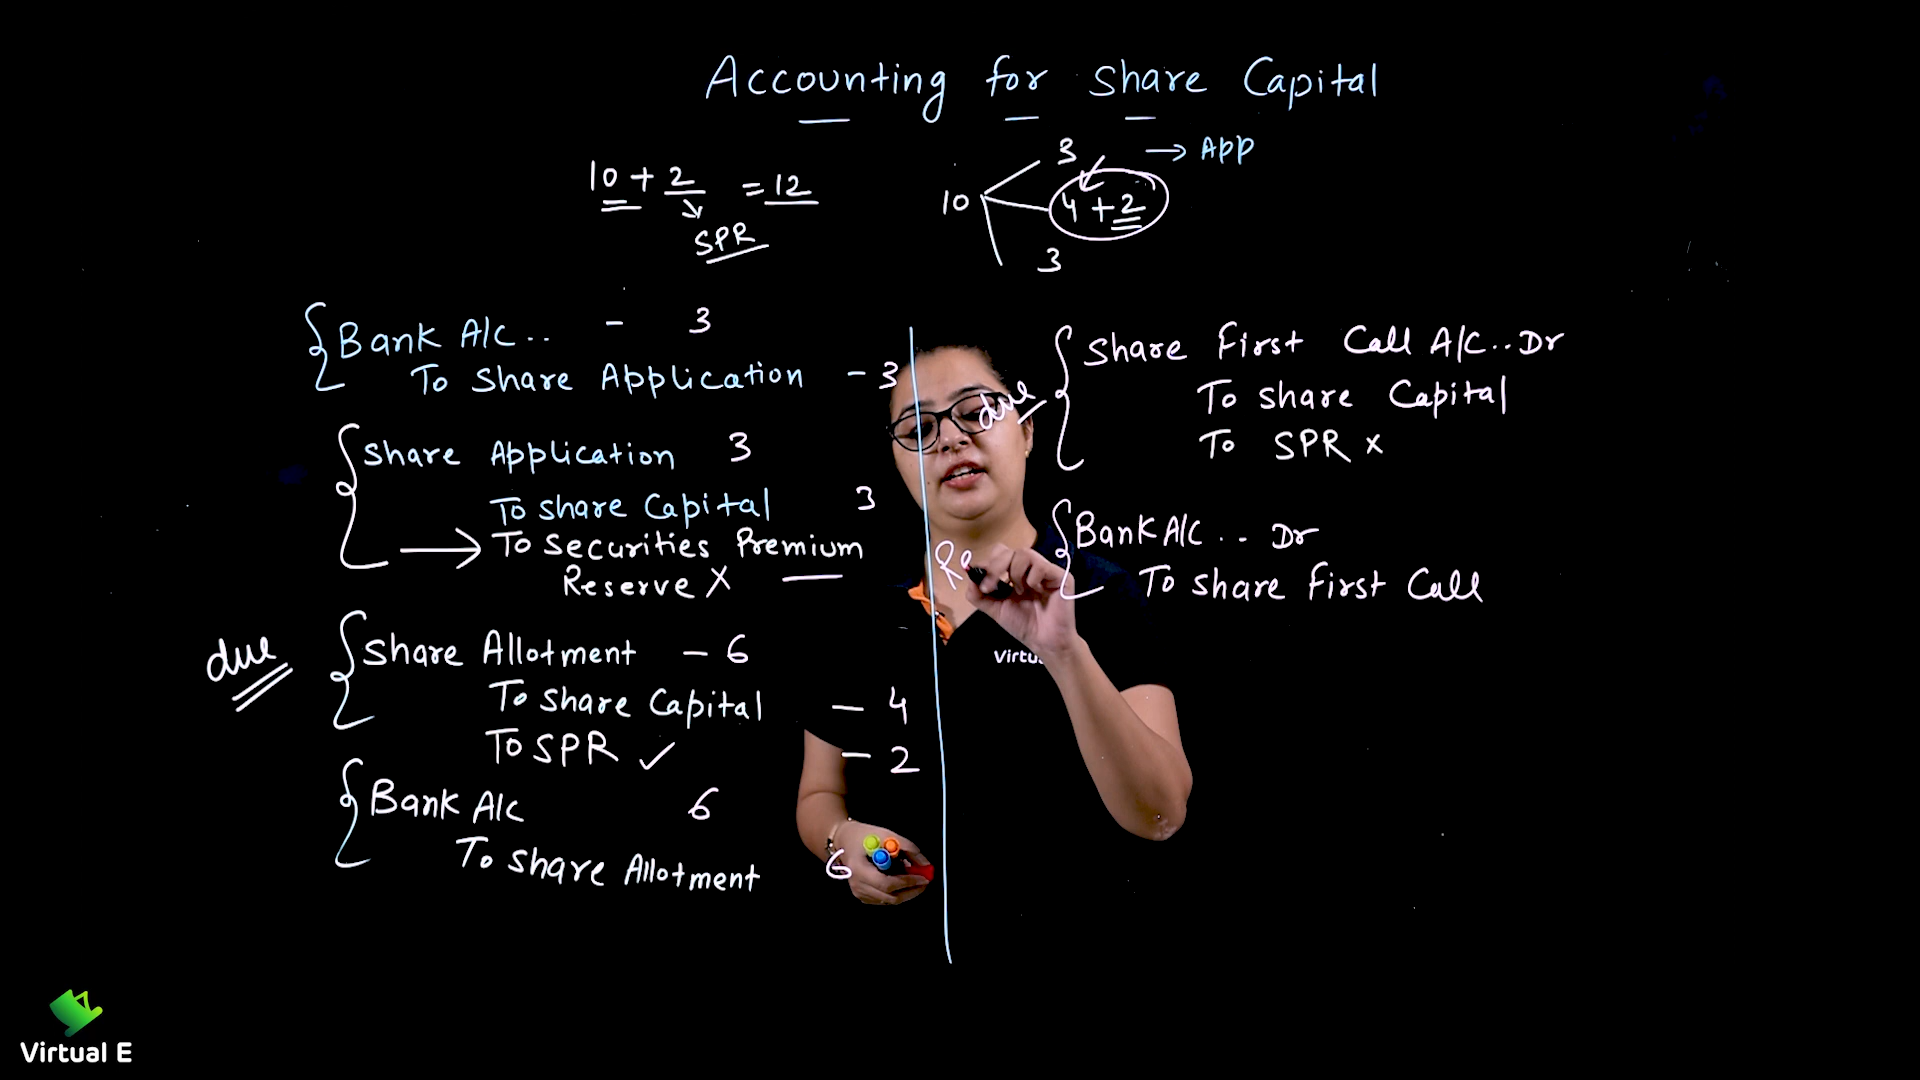 Accounting for Share Capital
10 + 2 = 12
SPR
10
3 → APP
4 + 2
3
Bank A/c .. - 3
To Share Application - 3
Share Application 3
To Share Capital 3
→ To Securities Premium
Reserve X
due
Share Allotment - 6
To Share Capital - 4
To SPR ✓ - 2
Bank A/c 6
To Share Allotment 6
due
Share First Call A/c .. Dr
To Share Capital
To SPR x
Bank A/c .. Dr
To Share First Call
Virtual E